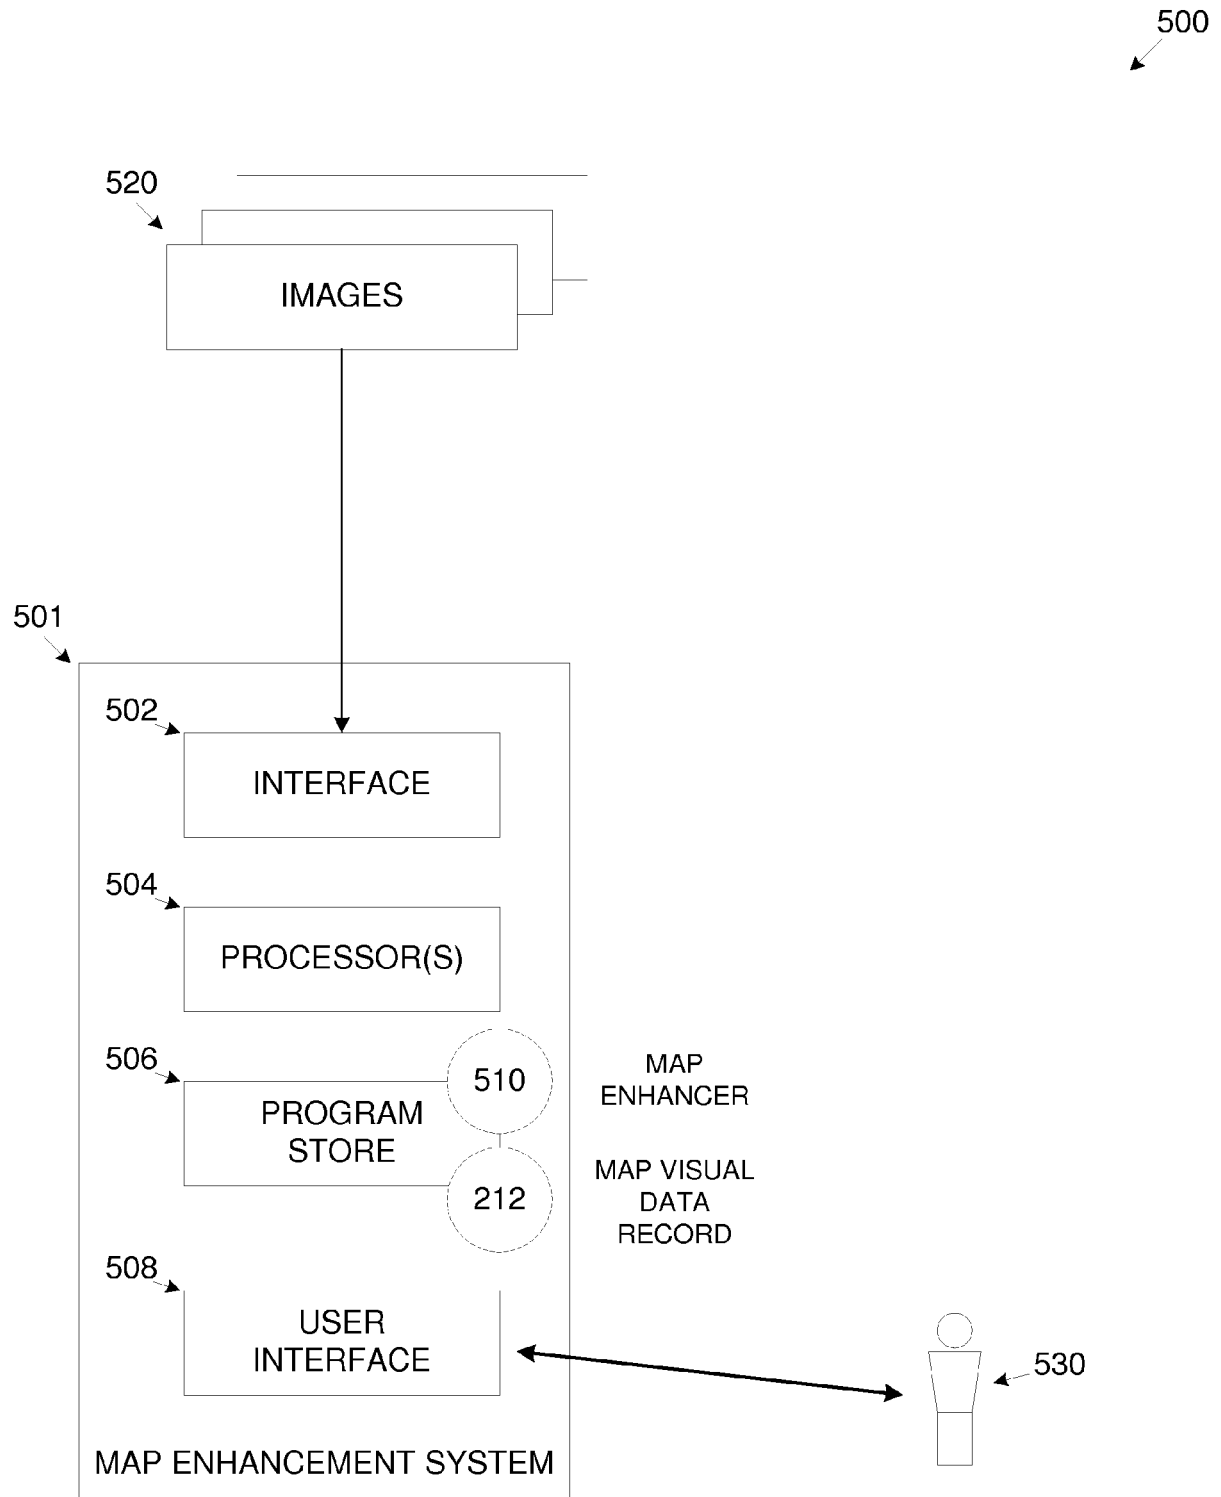 500
520
IMAGES
501
502
INTERFACE
504
PROCESSOR(S)
506
510
MAP
ENHANCER
PROGRAM
STORE
212
MAP VISUAL
DATA
RECORD
508
USER
INTERFACE
530
MAP ENHANCEMENT SYSTEM